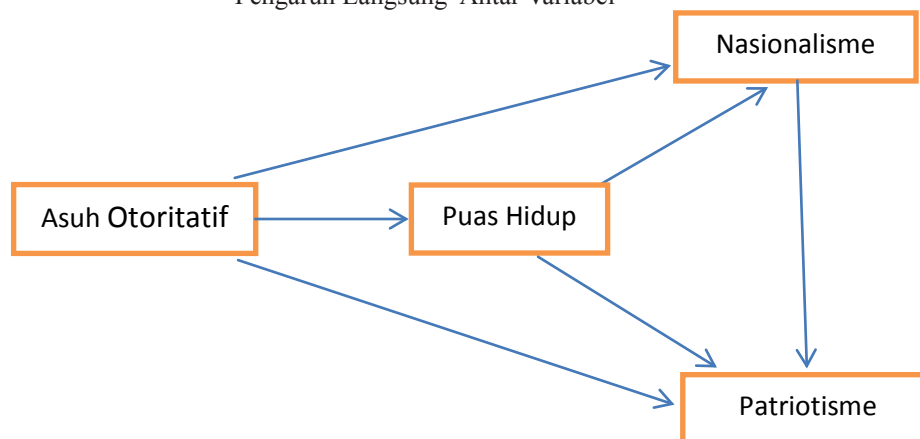 Pengaruh Langsung Antar Variabel
Nasionalisme
Asuh Otoritatif
Puas Hidup
Patriotisme